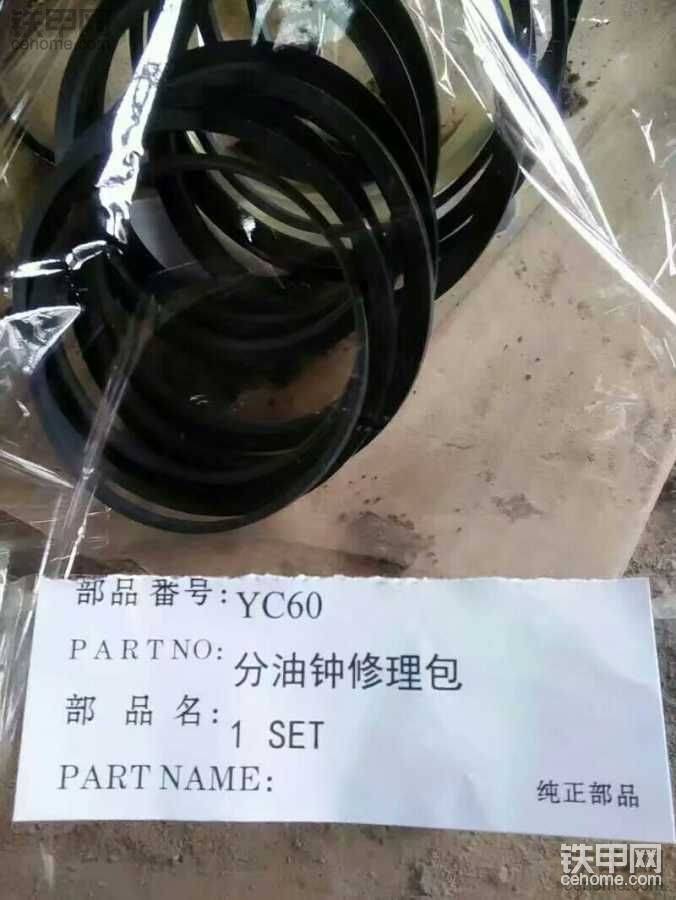 铁甲网
cehome.com
部品番号:YC60
PARTNO:分油钟修理包
部品名:1 SET
PART NAME:
纯正部品
铁甲网
cehome.com